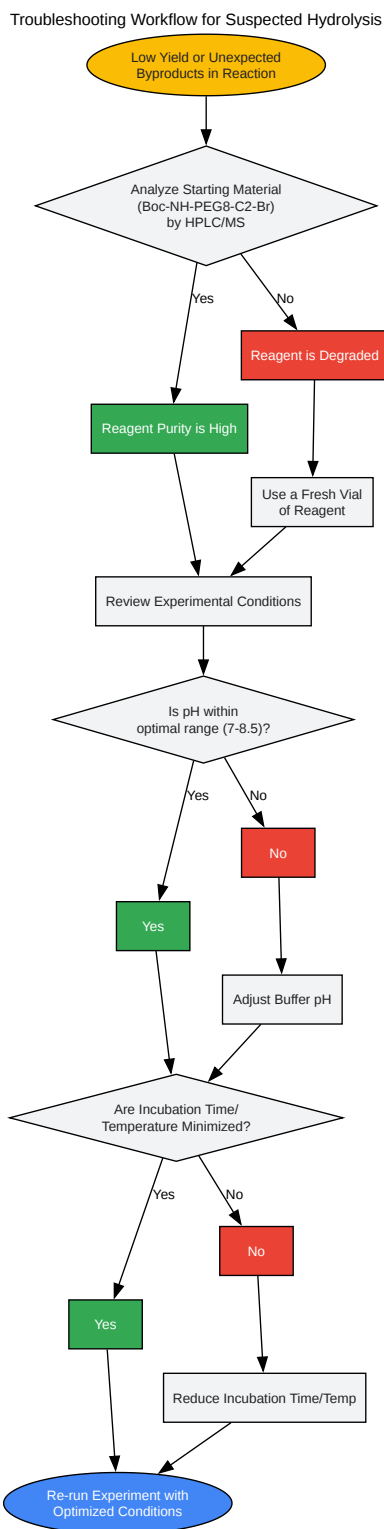 Troubleshooting Workflow for Suspected Hydrolysis
Low Yield or Unexpected
Byproducts in Reaction
Analyze Starting Material
(Boc-NH-PEG8-C2-Br)
by HPLC/MS
Yes
No
Reagent is Degraded
Reagent Purity is High
Use a Fresh Vial
of Reagent
Review Experimental Conditions
Is pH within
optimal range (7-8.5)?
Yes
No
No
Yes
Adjust Buffer pH
Are Incubation Time/
Temperature Minimized?
Yes
No
No
Yes
Reduce Incubation Time/Temp
Re-run Experiment with
Optimized Conditions